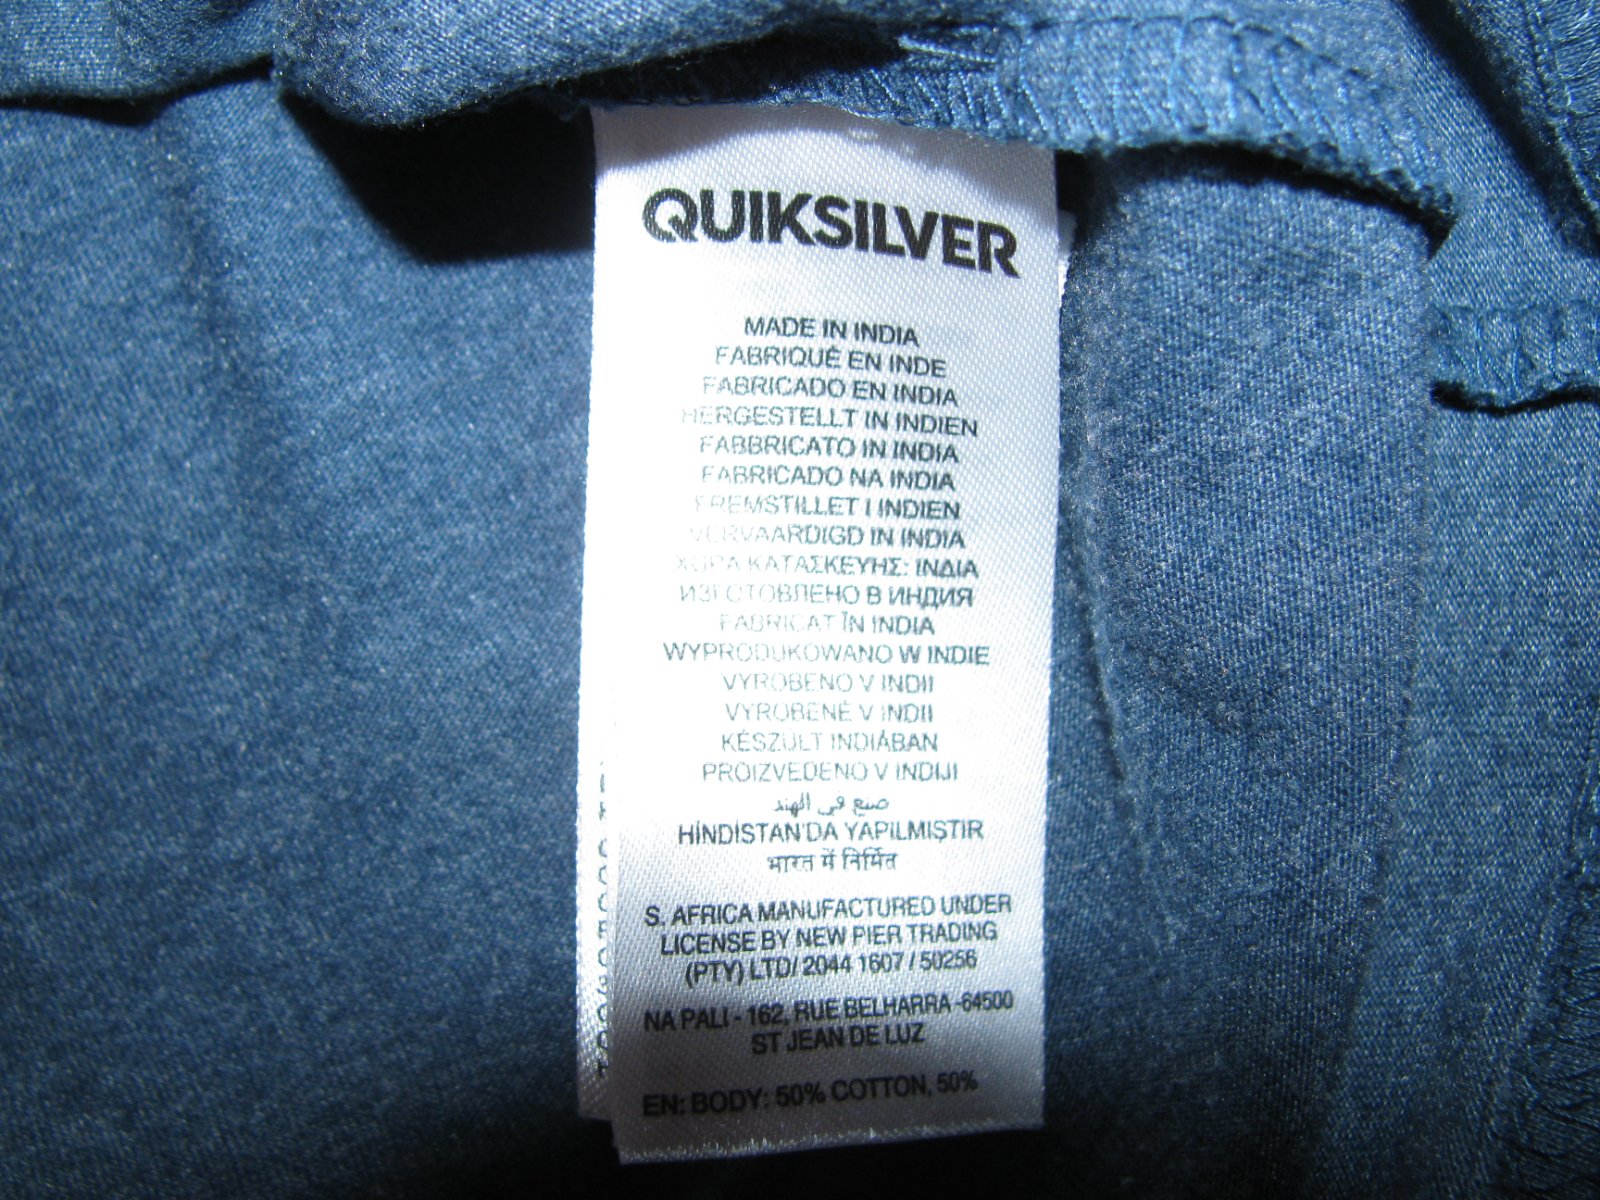 QUIKSILVER
MADE IN INDIA
FABRIQUÉ EN INDE
FABRICADO EN INDIA
HERGESTELLT IN INDIEN
FABBRICATO IN INDIA
FABRICADO NA INDIA
FREMSTILLET I INDIEN
VERVAARDIGD IN INDIA
ΧΩΡΑ ΚΑΤΑΣΚΕΥΗΣ: ΙΝΔΙΑ
ИЗГОТОВЛЕНО В ИНДИЯ
FABRICAT ÎN INDIA
WYPRODUKOWANO W INDIE
VYROBENO V INDII
VYROBENÉ V INDII
KÉSZULT INDIÁBAN
PROIZVEDENO V INDIJI
صنع في الهند
HİNDİSTAN'DA YAPILMIŞTIR
भारत में निर्मित
S. AFRICA MANUFACTURED UNDER
LICENSE BY NEW PIER TRADING
(PTY) LTD/ 2044 1607 / 50256
NA PALI - 162, RUE BELHARRA -64500
ST JEAN DE LUZ
EN: BODY: 50% COTTON, 50%